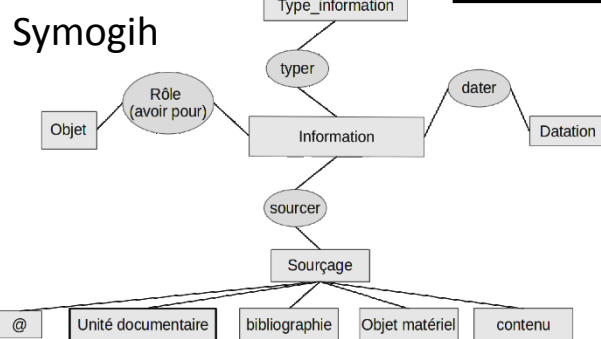 Type_information
Symogih
typer
dater
Rôle
(avoir pour)
Objet
Information
Datation
sourcer
Sourçage
@
Unité documentaire
bibliographie
Objet matériel
contenu